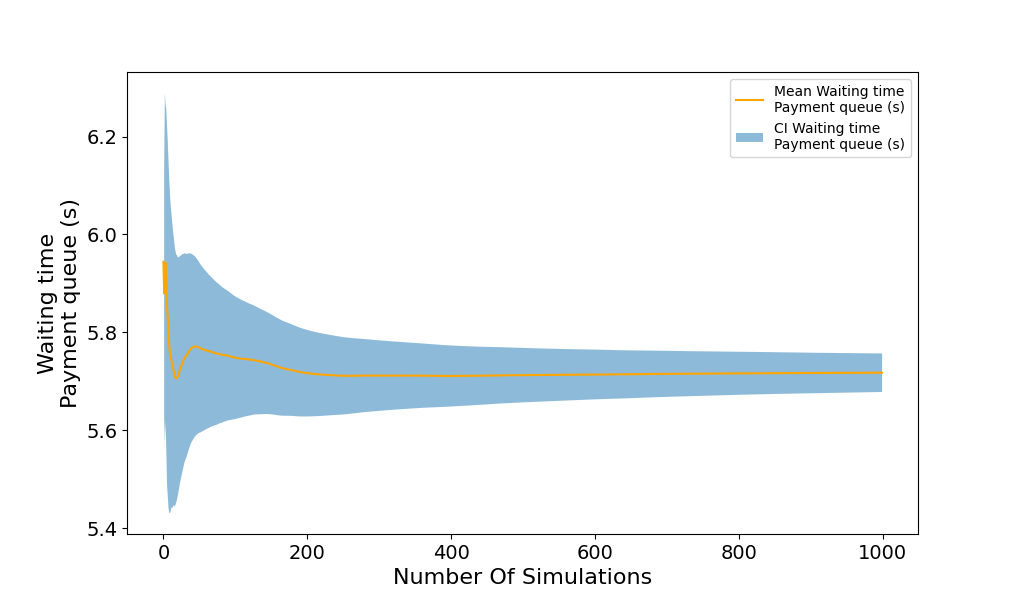 Mean Waiting time
Payment queue (s)
CI Waiting time
Payment queue (s)
Waiting time
Payment queue (s)
6.2
6.0
5.8
5.6
5.4
0 200 400 600 800 1000
Number Of Simulations